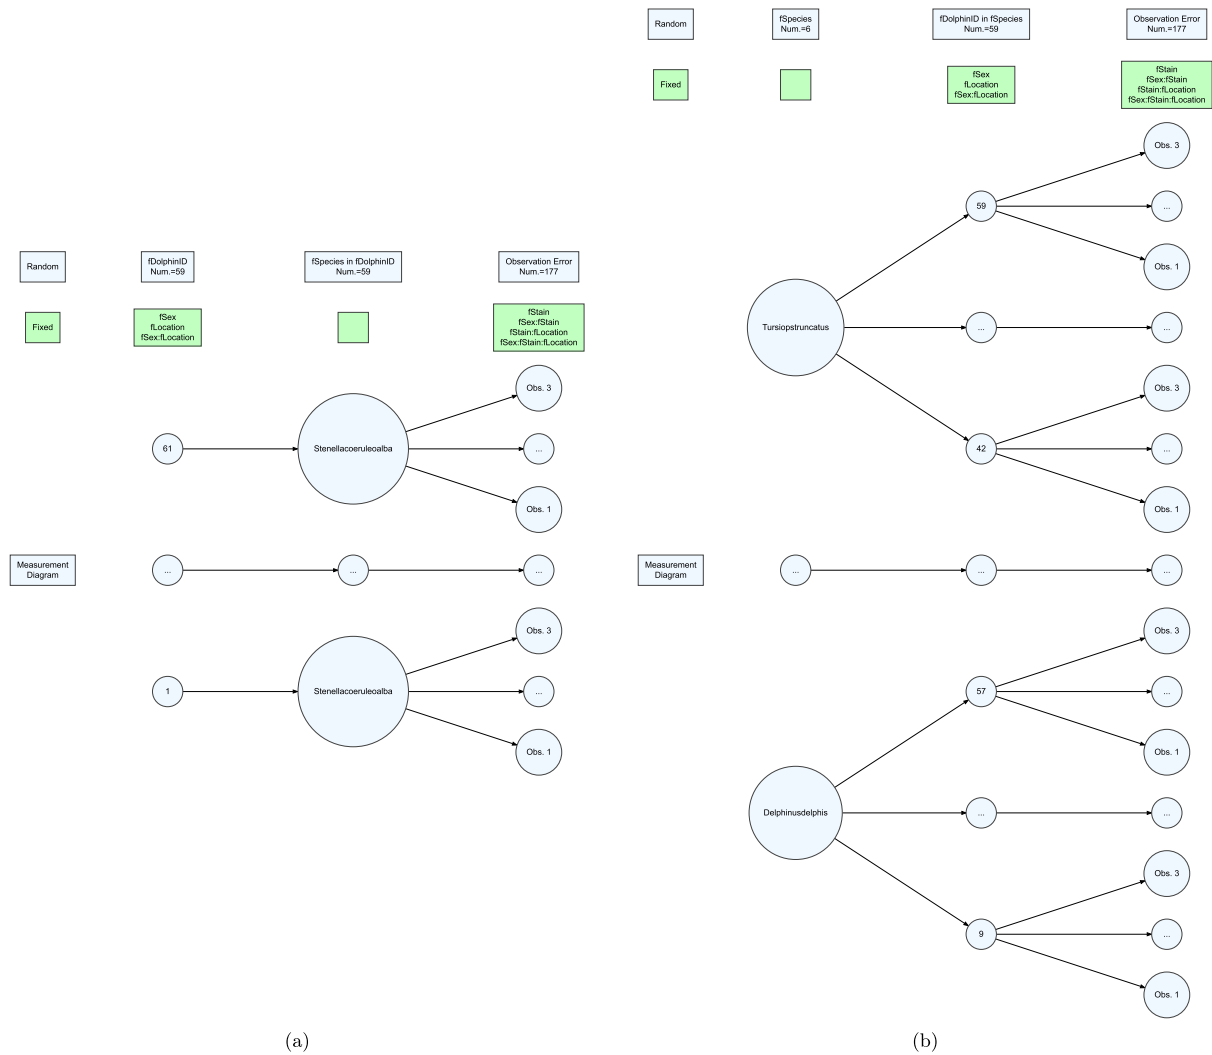 Random
fDolphinID
Num.=59
fSpecies in fDolphinID
Num.=59
Observation Error
Num.=177
Fixed
fSex
fLocation
fSex:fLocation
fStain
fSex:fStain
fStain:fLocation
fSex:fStain:fLocation
Obs. 3
61
Stenellacoeruleoalba
...
Obs. 1
Measurement
Diagram
...
...
...
Obs. 3
1
Stenellacoeruleoalba
...
Obs. 1
(a)
Random
fSpecies
Num.=6
fDolphinID in fSpecies
Num.=59
Observation Error
Num.=177
Fixed
fSex
fLocation
fSex:fLocation
fStain
fSex:fStain
fStain:fLocation
fSex:fStain:fLocation
Obs. 3
59
...
Obs. 1
Tursiopstruncatus
...
...
Obs. 3
42
...
Obs. 1
Measurement
Diagram
...
...
...
Obs. 3
57
...
Obs. 1
Delphinusdelphis
...
...
Obs. 3
9
...
Obs. 1
(b)